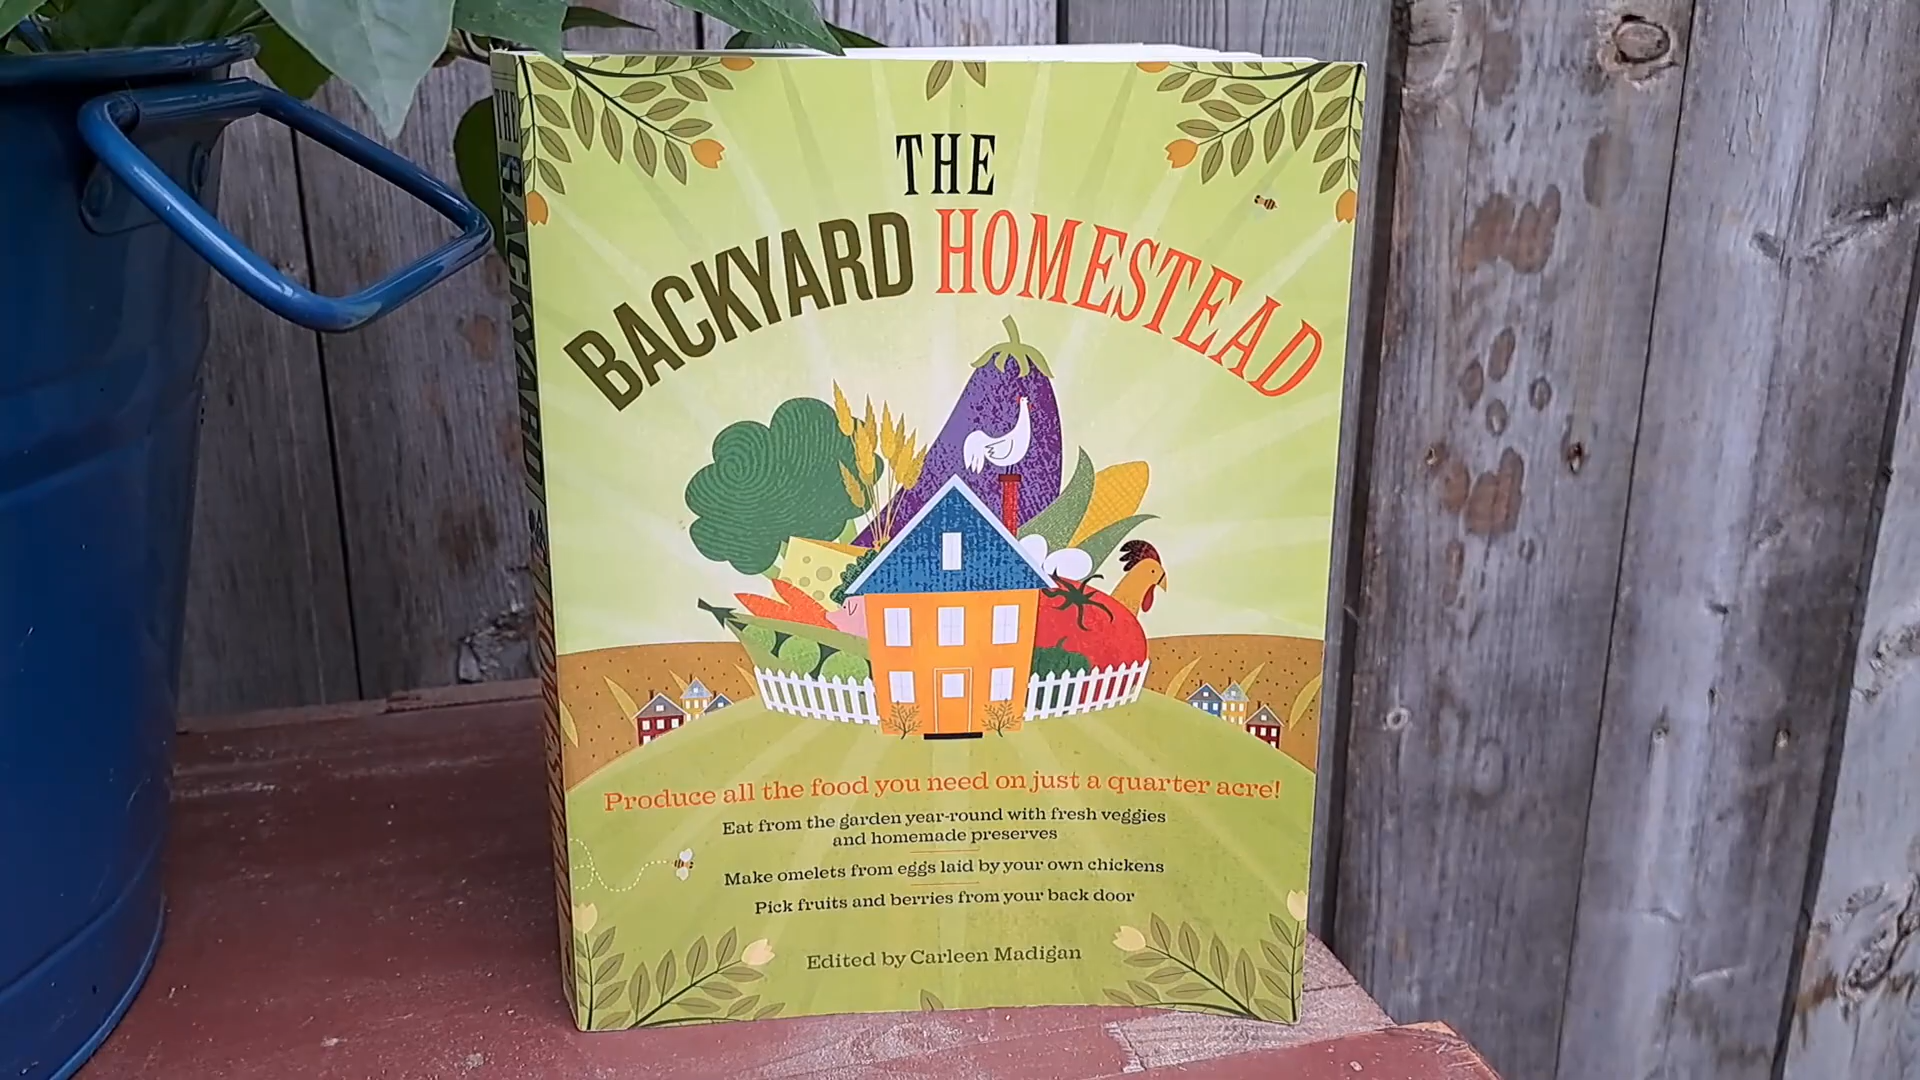 THE
BACKYARD HOMESTEAD
Produce all the food you need on just a quarter acre!
Eat from the garden year-round with fresh veggies
and homemade preserves
Make omelets from eggs laid by your own chickens
Pick fruits and berries from your back door
Edited by Carleen Madigan
THE BACKYARD